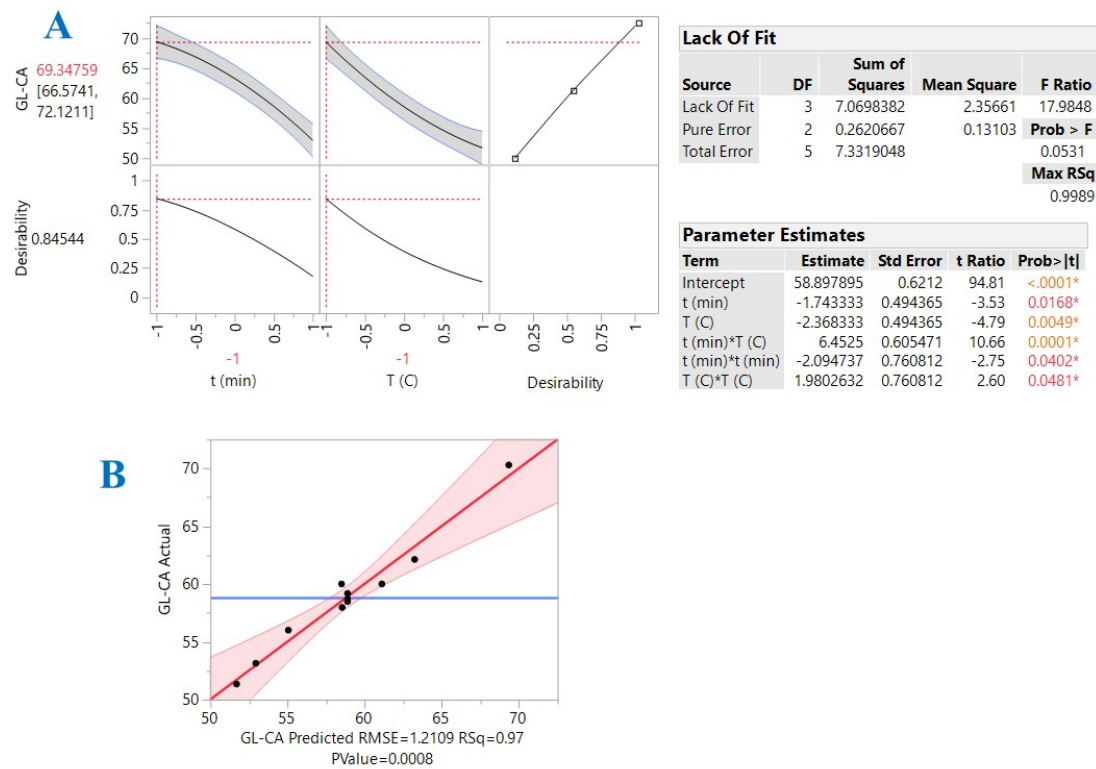 A
GL-CA
69.34759
[66.5741,
72.1211]
70
65
60
55
50
Desirability
0.84544
1
0.75
0.5
0.25
0
-1
-0.5
0
0.5
1
-1
-0.5
0
0.5
1
0
0.25
0.5
0.75
1
-1
t (min)
-1
T (C)
Desirability
Lack Of Fit
Source DF Sum of Squares Mean Square F Ratio
Lack Of Fit 3 7.0698382 2.35661 17.9848
Pure Error 2 0.2620667 0.13103 Prob > F
Total Error 5 7.3319048 0.0531
Max RSq
0.9989
Parameter Estimates
Term Estimate Std Error t Ratio Prob>|t|
Intercept 58.897895 0.6212 94.81 <.0001*
t (min) -1.743333 0.494365 -3.53 0.0168*
T (C) -2.368333 0.494365 -4.79 0.0049*
t (min)*T (C) 6.4525 0.605471 10.66 0.0001*
t (min)*t (min) -2.094737 0.760812 -2.75 0.0402*
T (C)*T (C) 1.9802632 0.760812 2.60 0.0481*
B
GL-CA Actual
70
65
60
55
50
50 55 60 65 70
GL-CA Predicted RMSE=1.2109 RSq=0.97
PValue=0.0008